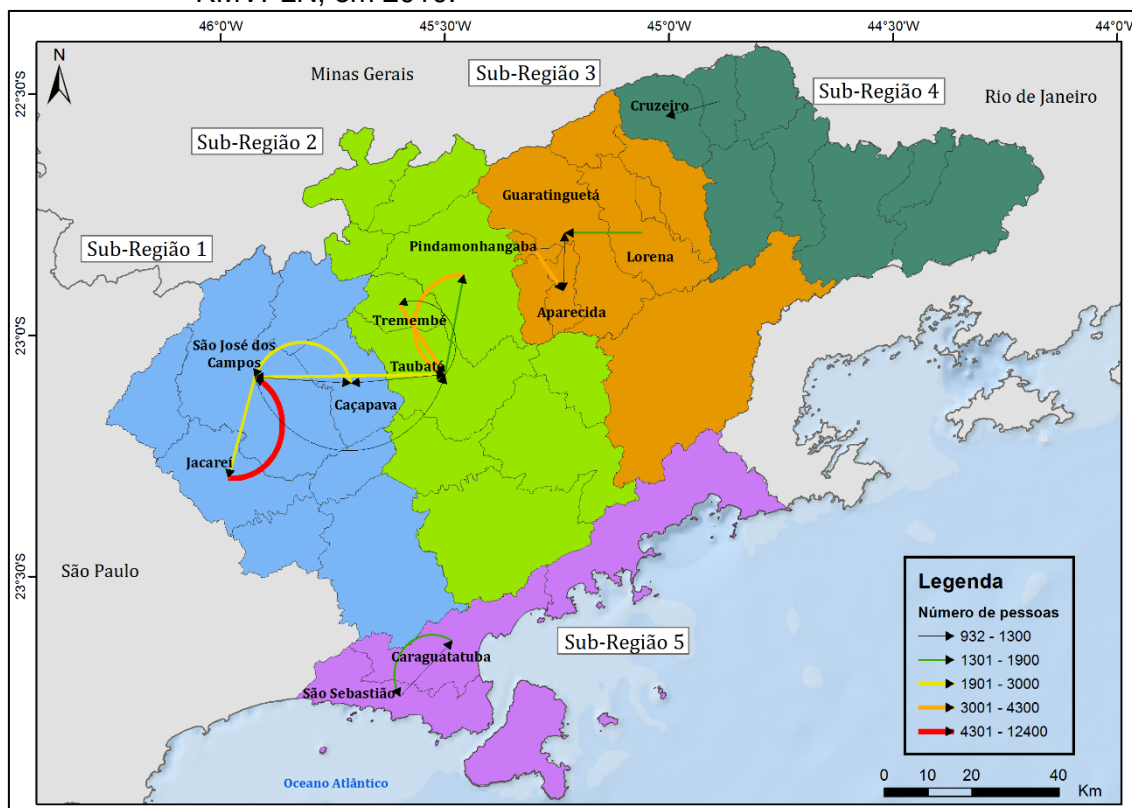 46°0'W
45°30'W
45°0'W
44°30'W
44°0'W
N
Minas Gerais
Sub-Região 3
Sub-Região 4
Rio de Janeiro
22°30'S
Cruzeiro
Sub-Região 2
Guaratinguetá
Sub-Região 1
Pindamonhangaba
Lorena
Aparecida
Tremembé
23°0'S
São José dos
Campos
Taubaté
Caçapava
Jacareí
São Paulo
23°30'S
Sub-Região 5
Caraguatatuba
São Sebastião
Oceano Atlântico
Legenda
Número de pessoas
932 - 1300
1301 - 1900
1901 - 3000
3001 - 4300
4301 - 12400
0 10 20 40
Km